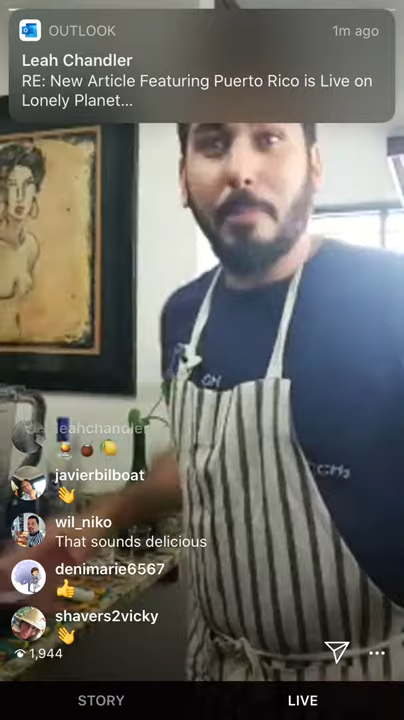 OUTLOOK
1m ago
Leah Chandler
RE: New Article Featuring Puerto Rico is Live on
Lonely Planet...
leahchandler
javierbilboat
wil_niko
That sounds delicious
denimarie6567
shavers2vicky
1,944
STORY
LIVE